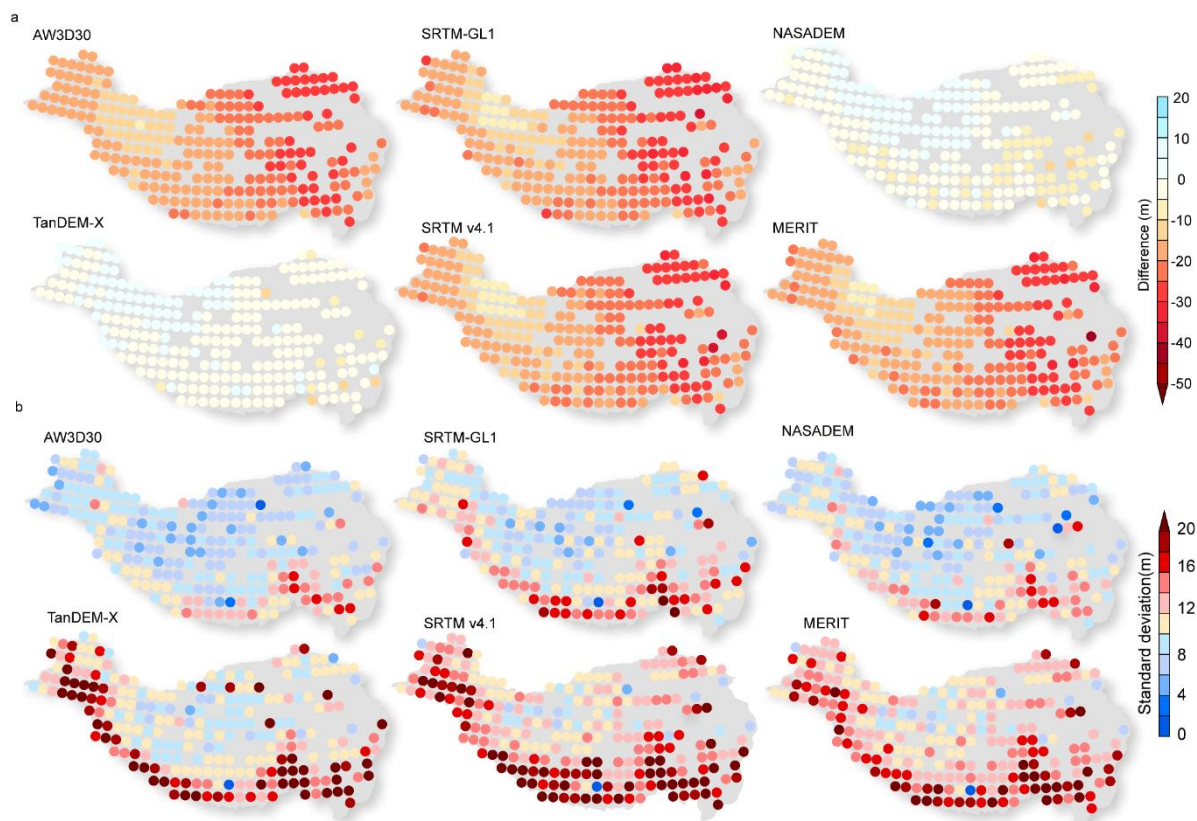 a
AW3D30
SRTM-GL1
NASADEM
TanDEM-X
SRTM v4.1
MERIT
20
10
0
-10
-20
-30
-40
-50
Difference (m)
b
AW3D30
SRTM-GL1
NASADEM
TanDEM-X
SRTM v4.1
MERIT
20
16
12
8
4
0
Standard deviation(m)